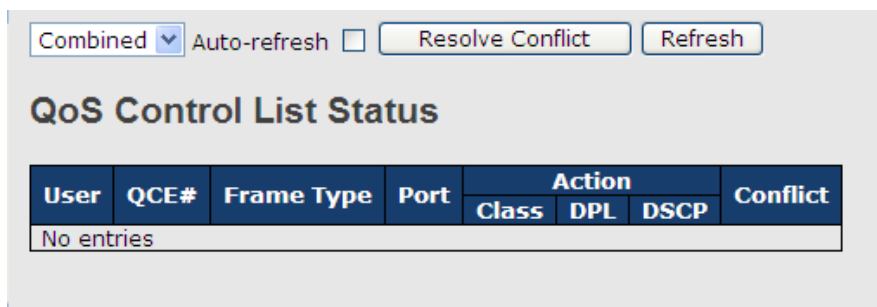 Combined Auto-refresh Resolve Conflict Refresh
QoS Control List Status
User QCE# Frame Type Port Action Conflict
Class DPL DSCP
No entries